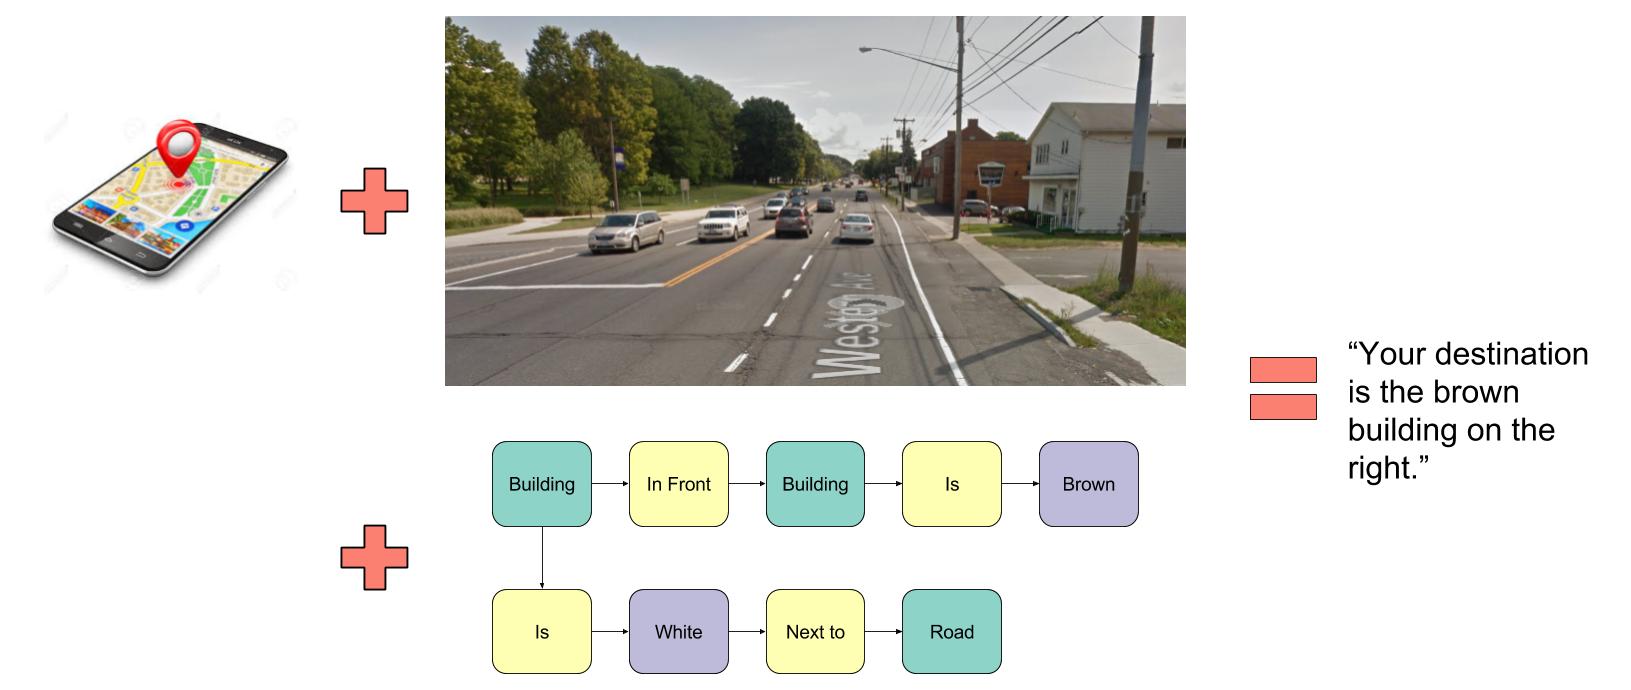 Western Ave
Building
In Front
Building
Is
Brown
Is
White
Next to
Road
“Your destination
is the brown
building on the
right.”